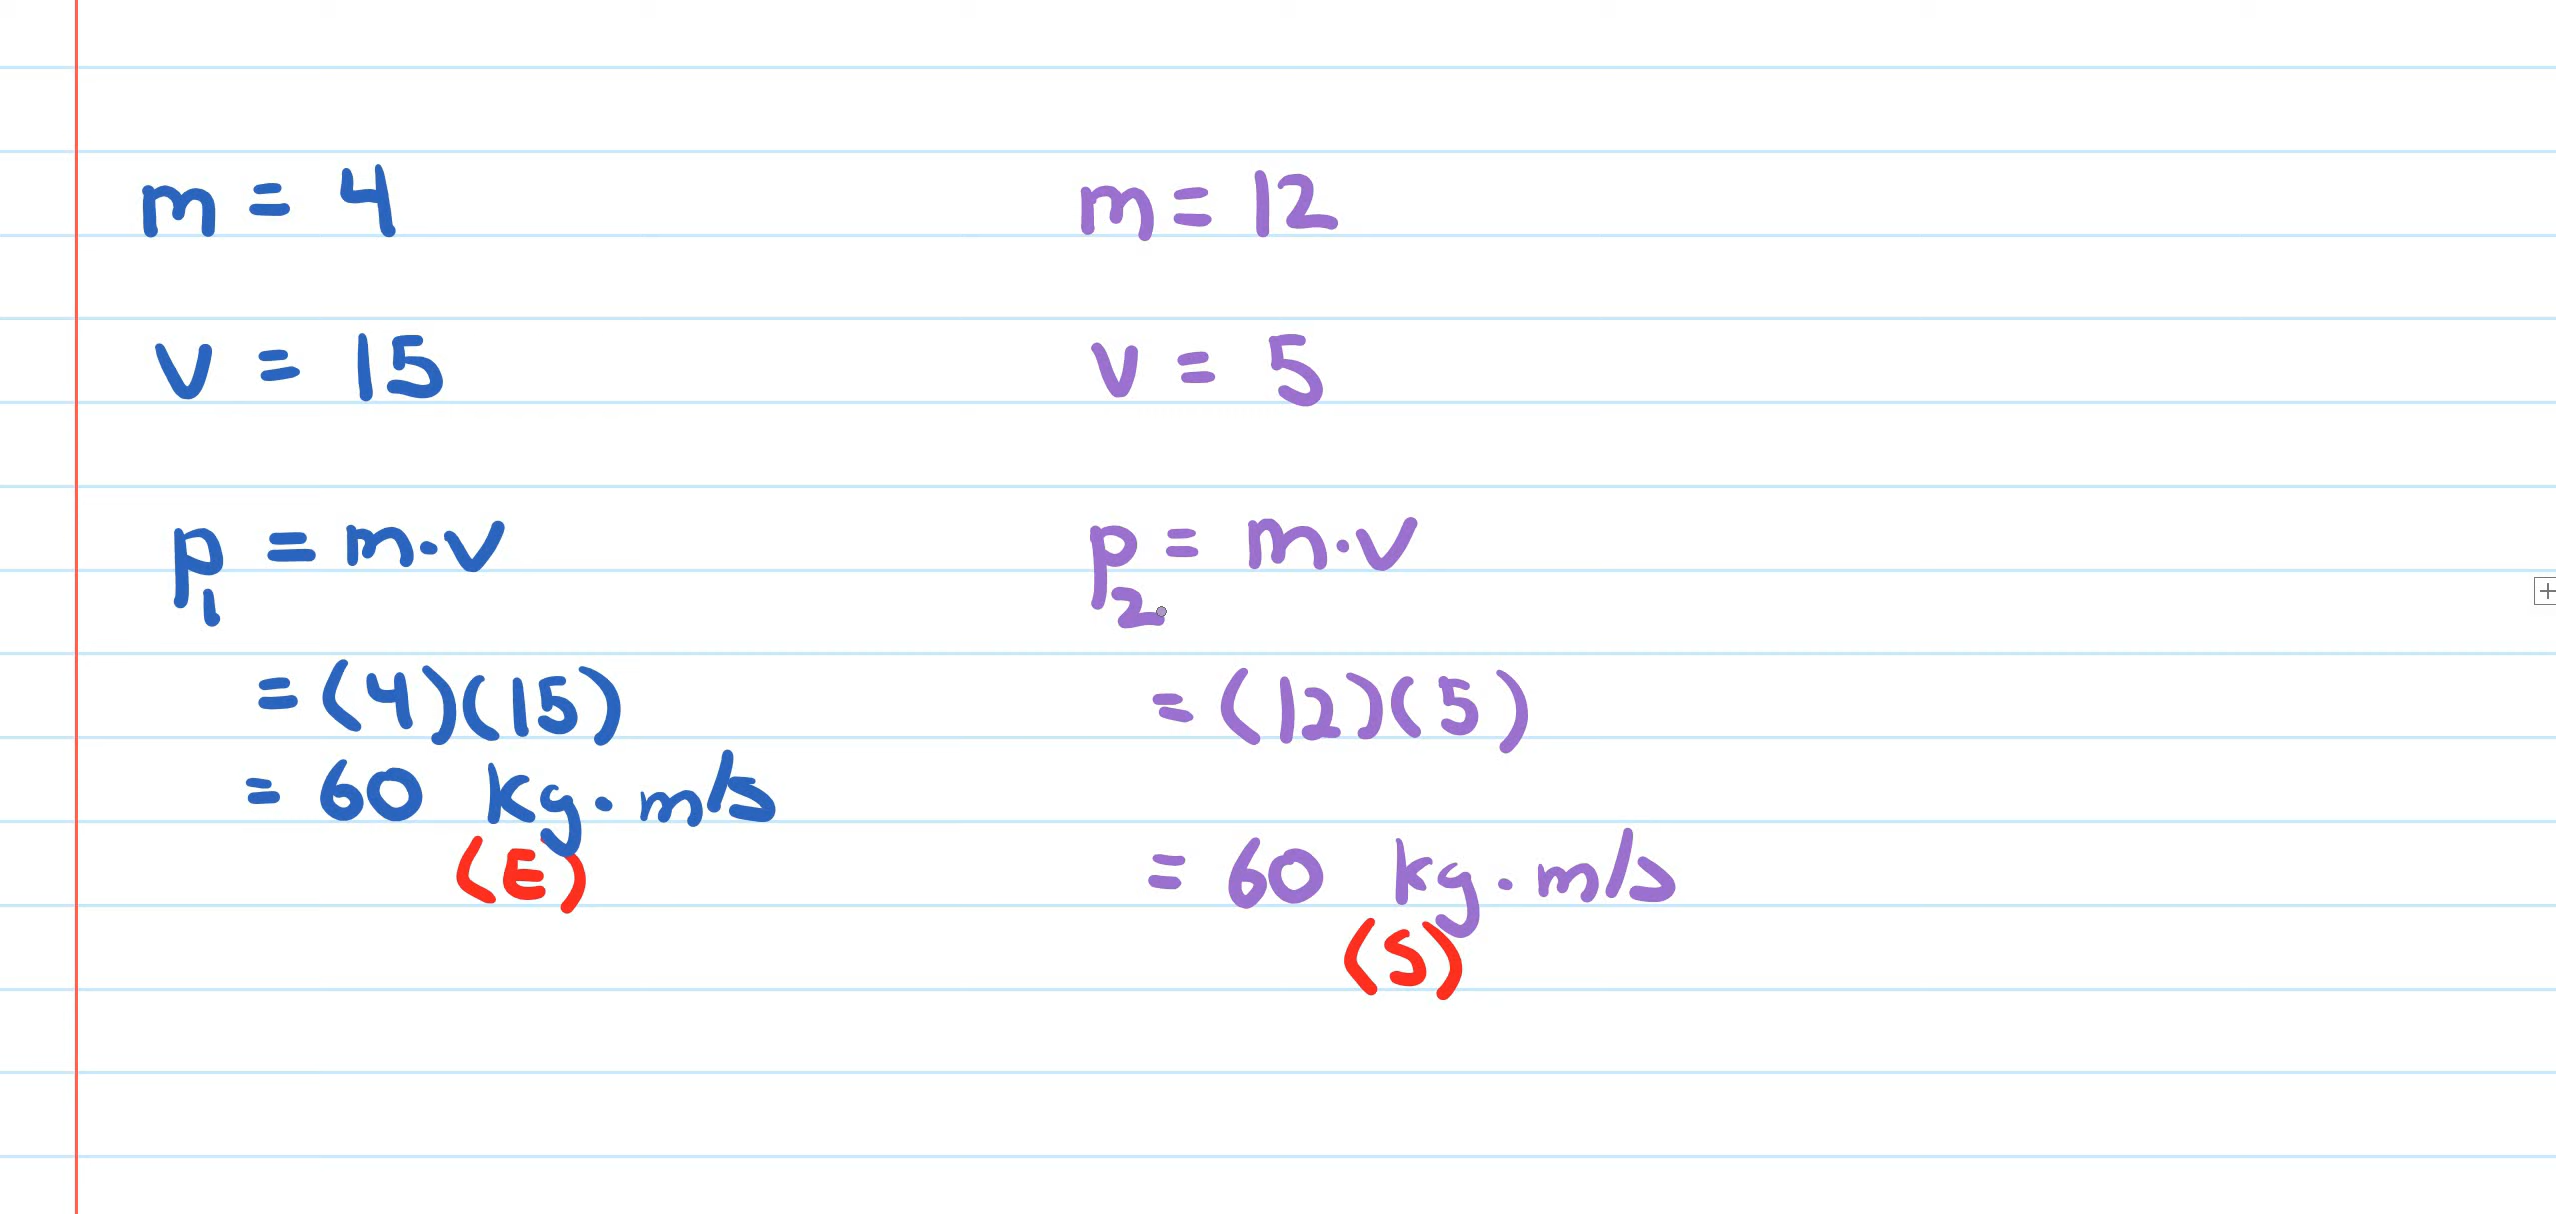 m = 4
v = 15
p₁ = m·v
= (4)(15)
= 60 kg·m/s
(E)
m = 12
v = 5
p₂ = m·v
= (12)(5)
= 60 kg·m/s
(S)